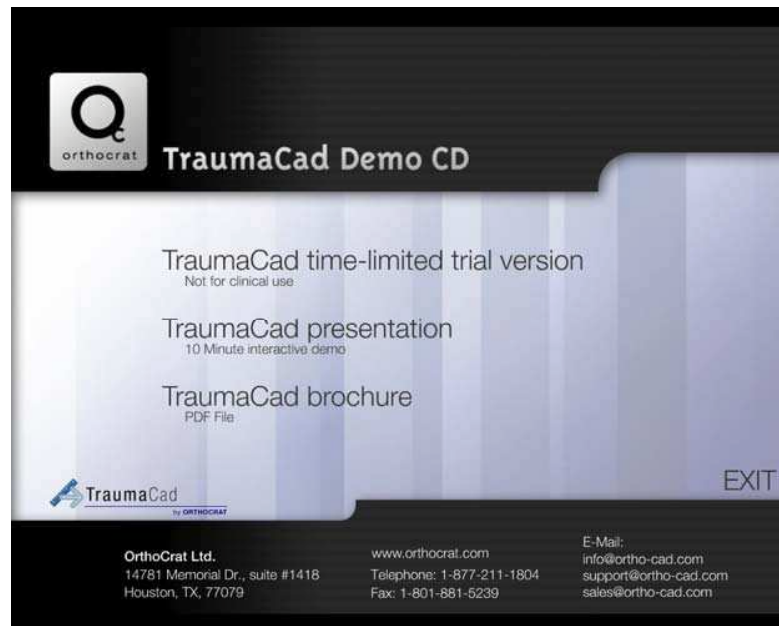 Qc
orthocrat
TraumaCad Demo CD
TraumaCad time-limited trial version
Not for clinical use
TraumaCad presentation
10 Minute interactive demo
TraumaCad brochure
PDF File
EXIT
TraumaCad
by ORTHOCRAT
OrthoCrat Ltd.
14781 Memorial Dr., suite #1418
Houston, TX, 77079
www.orthocrat.com
Telephone: 1-877-211-1804
Fax: 1-801-881-5239
E-Mail:
info@ortho-cad.com
support@ortho-cad.com
sales@ortho-cad.com